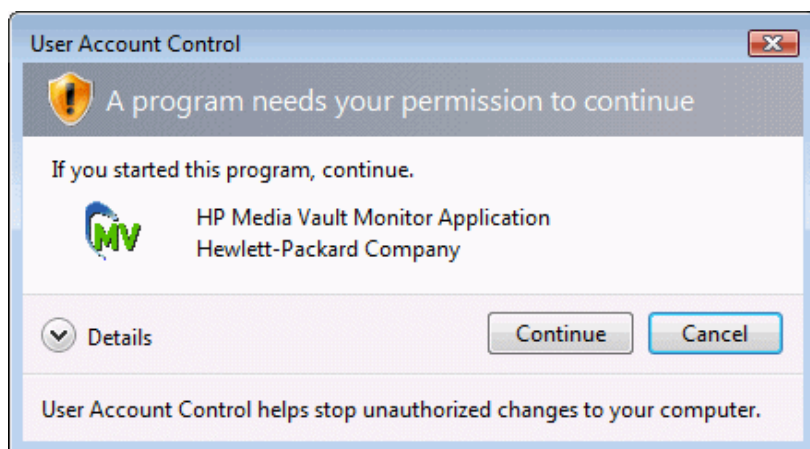 User Account Control
A program needs your permission to continue
If you started this program, continue.
MV
HP Media Vault Monitor Application
Hewlett-Packard Company
Details
Continue
Cancel
User Account Control helps stop unauthorized changes to your computer.